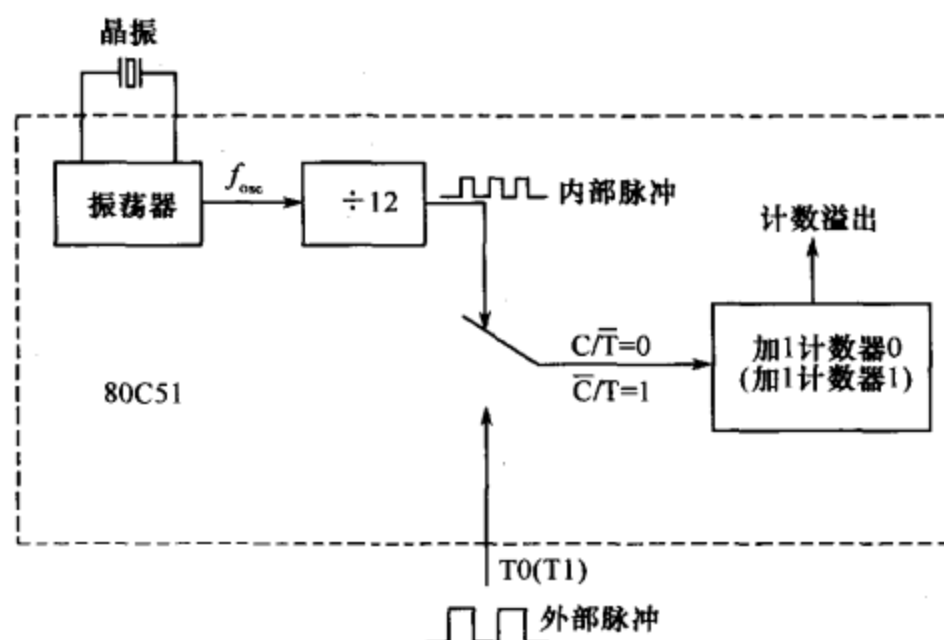 晶振
振荡器
f_osc
÷12
内部脉冲
计数溢出
C/T̅=0
C̅/T=1
加1计数器0
(加1计数器1)
80C51
T0(T1)
外部脉冲